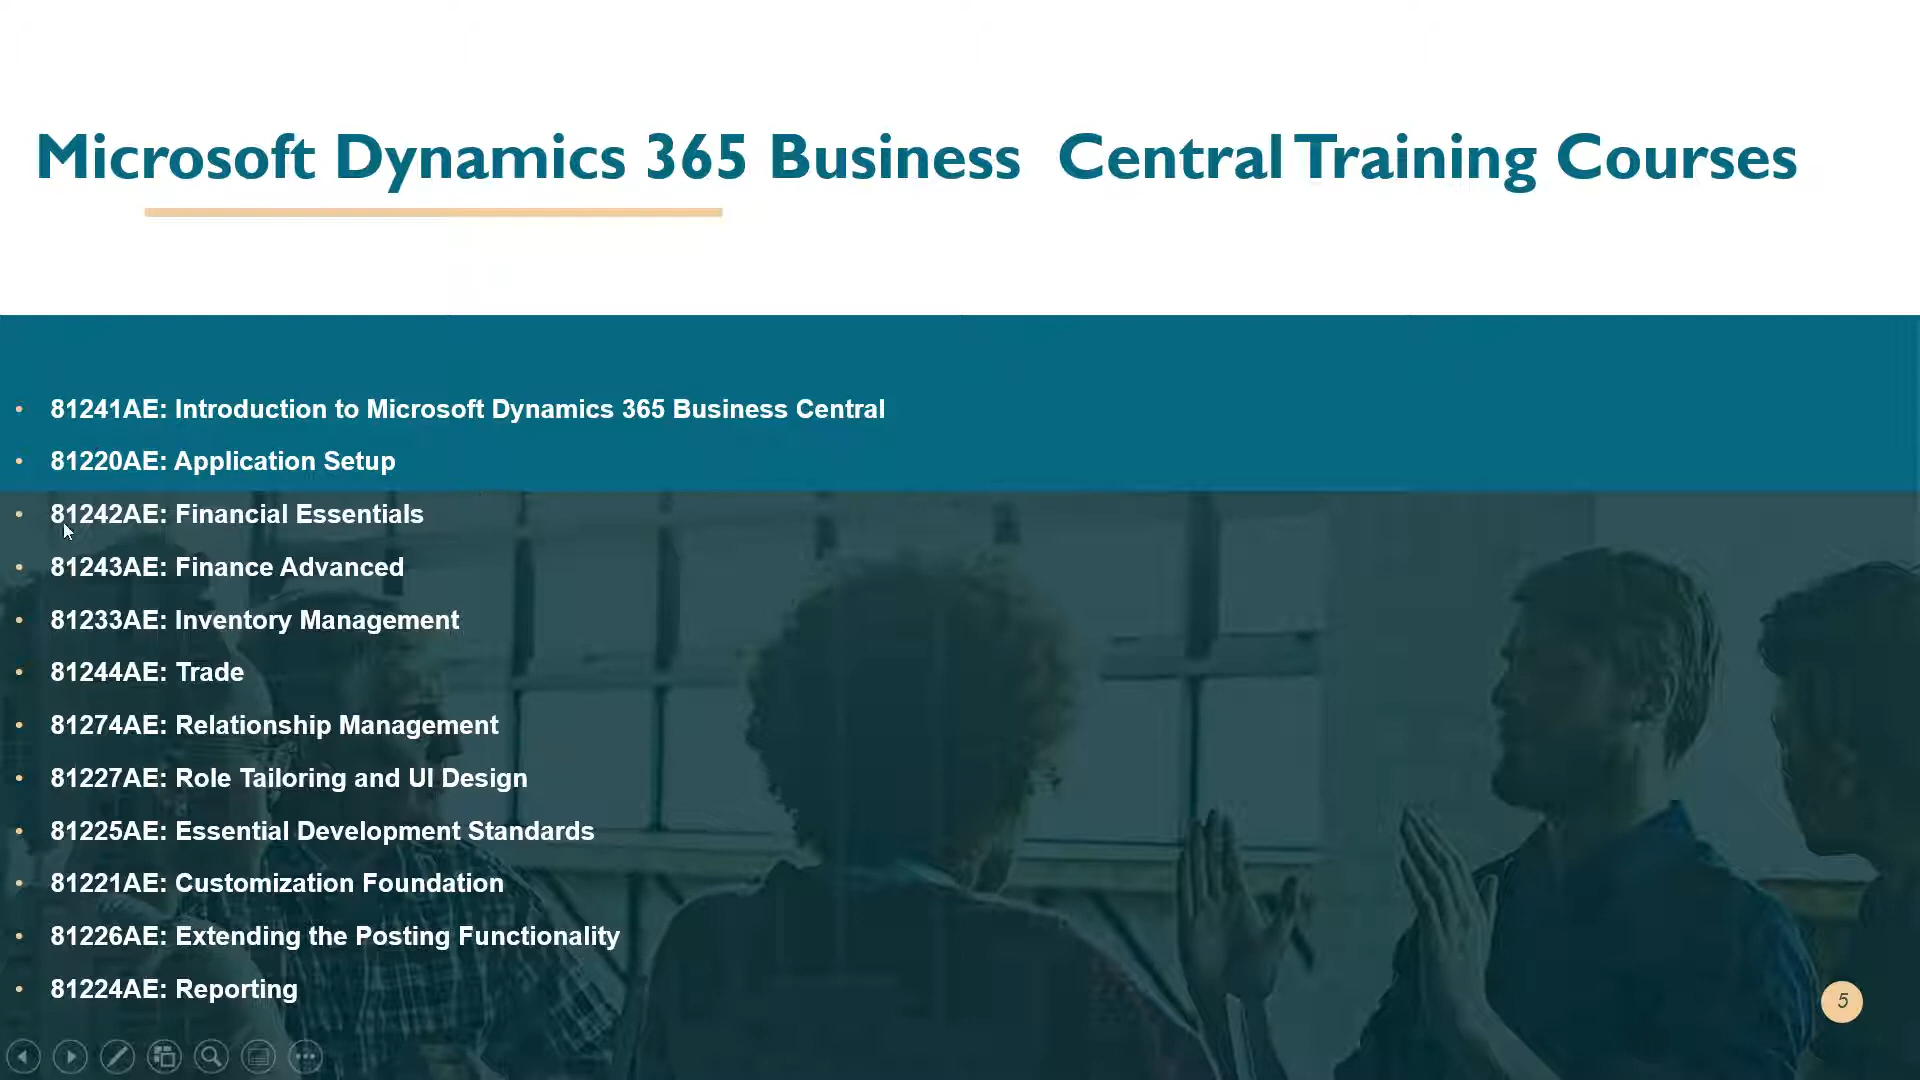 Microsoft Dynamics 365 Business Central Training Courses
• 81241AE: Introduction to Microsoft Dynamics 365 Business Central
• 81220AE: Application Setup
• 81242AE: Financial Essentials
• 81243AE: Finance Advanced
• 81233AE: Inventory Management
• 81244AE: Trade
• 81274AE: Relationship Management
• 81227AE: Role Tailoring and UI Design
• 81225AE: Essential Development Standards
• 81221AE: Customization Foundation
• 81226AE: Extending the Posting Functionality
• 81224AE: Reporting
5